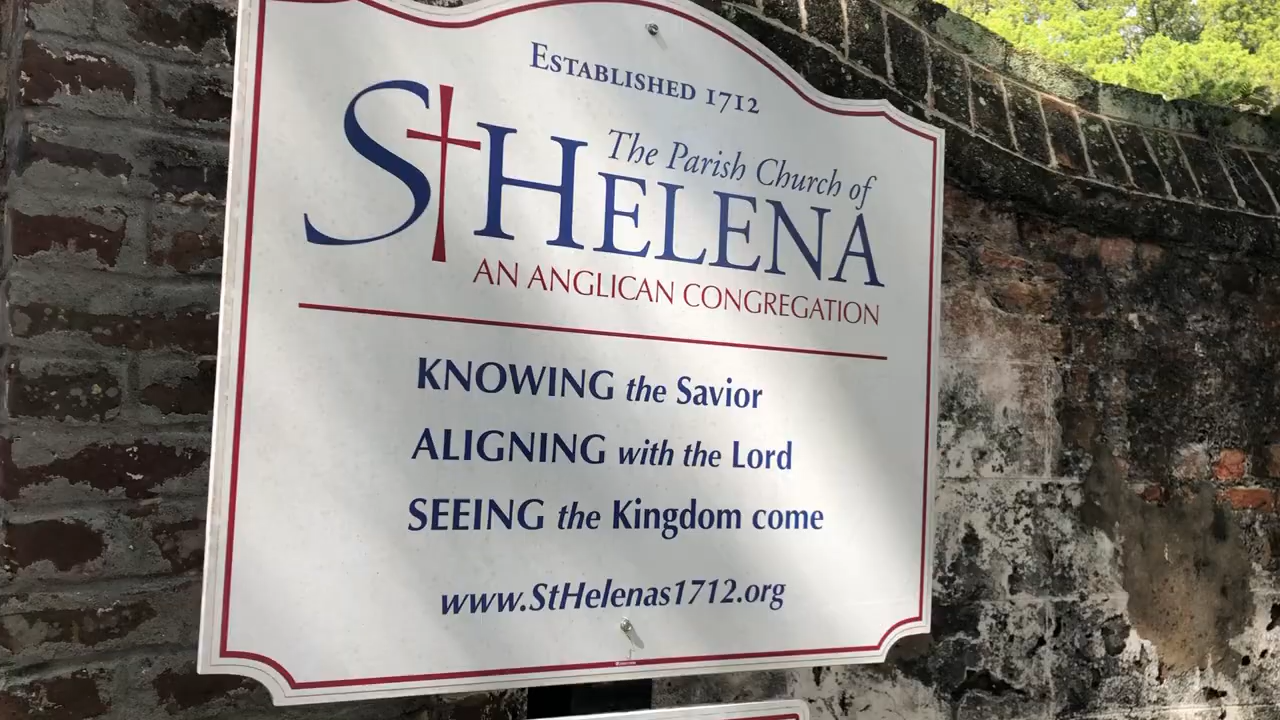 ESTABLISHED 1712
The Parish Church of
ST HELENA
AN ANGLICAN CONGREGATION
KNOWING the Savior
ALIGNING with the Lord
SEEING the Kingdom come
www.StHelenas1712.org